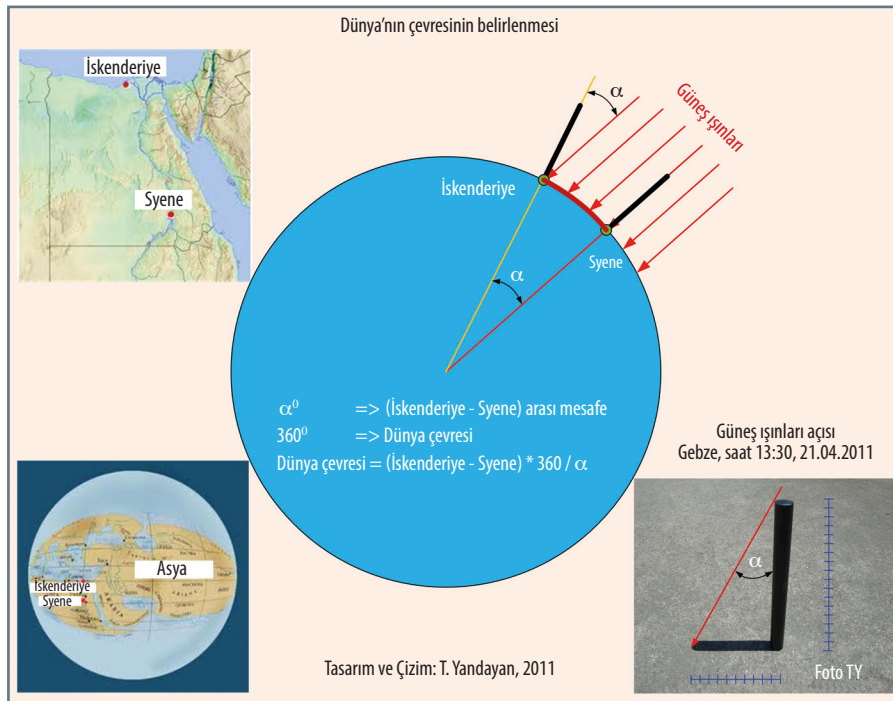 Dünya'nın çevresinin belirlenmesi
İskenderiye
Syene
α
Güneş ışınları
İskenderiye
Syene
α
α⁰ => (İskenderiye - Syene) arası mesafe
360⁰ => Dünya çevresi
Dünya çevresi = (İskenderiye - Syene) * 360 / α
Güneş ışınları açısı
Gebze, saat 13:30, 21.04.2011
Asya
İskenderiye
Syene
α
Foto TY
Tasarım ve Çizim: T. Yandayan, 2011